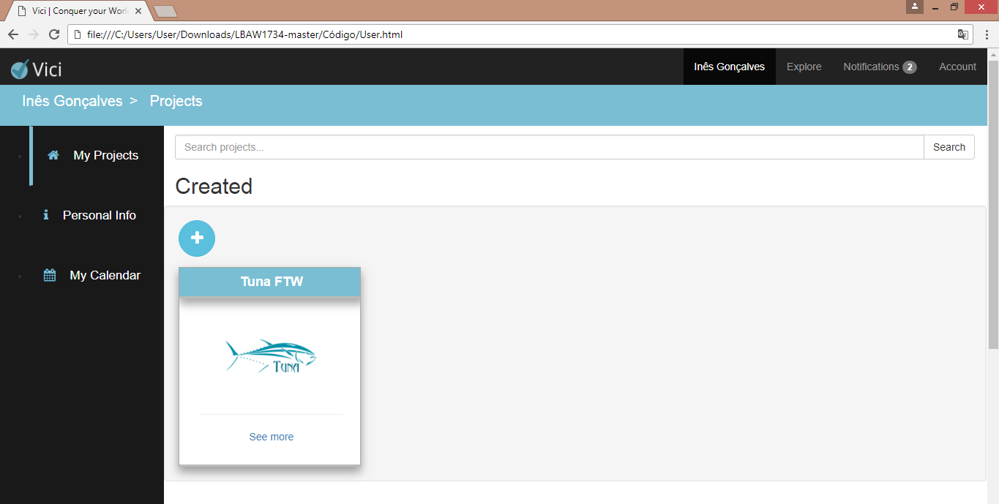 Vici | Conquer your Wor
file:///C:/Users/User/Downloads/LBAW1734-master/Código/User.html
Vici
Inês Gonçalves
Explore
Notifications 2
Account
Inês Gonçalves > Projects
My Projects
Personal Info
My Calendar
Search projects...
Search
Created
Tuna FTW
TUNA
See more